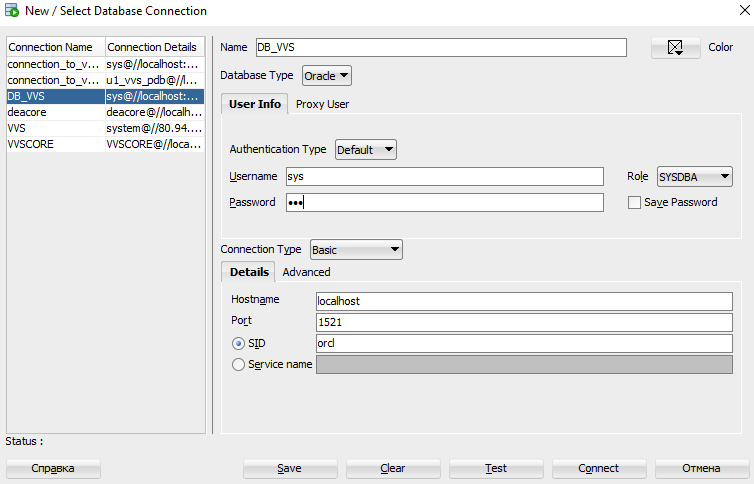 New / Select Database Connection
Connection Name Connection Details
connection_to_v... sys@//localhost:...
connection_to_v... u1_vvs_pdb@//l...
DB_VVS sys@//localhost:...
deacore deacore@//localh...
VVS system@//80.94....
VVSCORE VVSCORE@//loca...
Name DB_VVS Color
Database Type Oracle
User Info Proxy User
Authentication Type Default
Username sys Role SYSDBA
Password ●●● Save Password
Connection Type Basic
Details Advanced
Hostname localhost
Port 1521
SID orcl
Service name
Status :
Справка Save Clear Test Connect Отмена